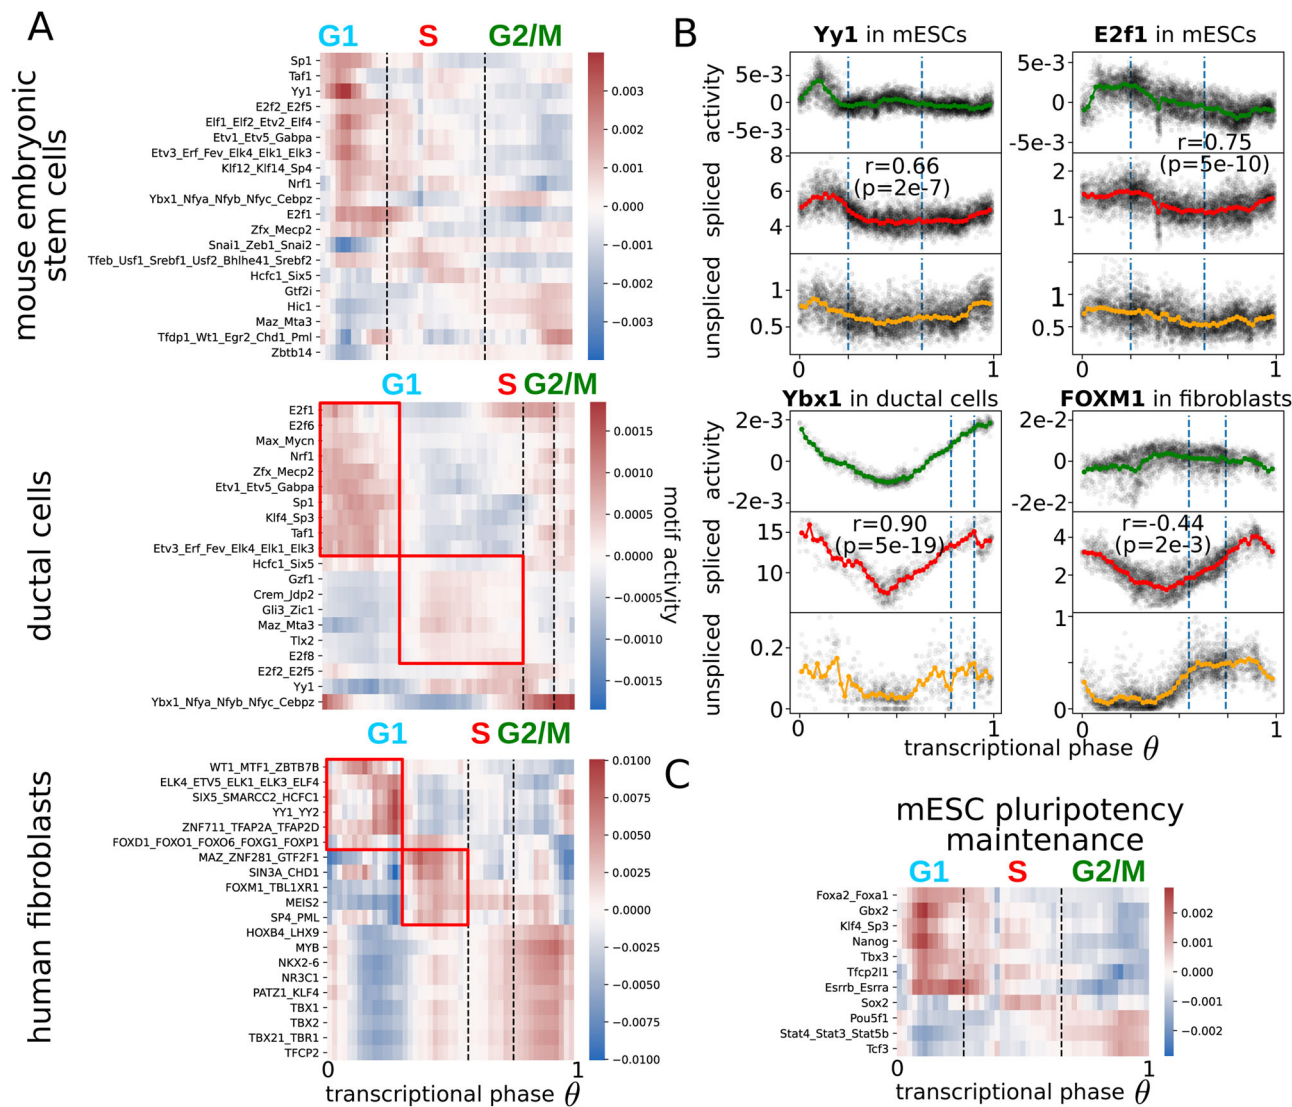 A
G1 S G2/M
mouse embryonic
stem cells
Sp1
Taf1
Yy1
E2f2_E2f5
Elf1_Elf2_Etv2_Elf4
Etv1_Etv5_Gabpa
Etv3_Erf_Fev_Elk4_Elk1_Elk3
Klf12_Klf14_Sp4
Nrf1
Ybx1_Nfya_Nfyb_Nfyc_Cebpz
E2f1
Zfx_Mecp2
Snai1_Zeb1_Snai2
Tfeb_Usf1_Srebf1_Usf2_Bhlhe41_Srebf2
Hcfc1_Six5
Gtf2i
Hic1
Maz_Mta3
Tfdp1_Wt1_Egr2_Chd1_Pml
Zbtb14
0.003
0.002
0.001
0.000
−0.001
−0.002
−0.003
G1 S G2/M
ductal cells
E2f1
E2f6
Max_Mycn
Nrf1
Zfx_Mecp2
Etv1_Etv5_Gabpa
Sp1
Klf4_Sp3
Taf1
Etv3_Erf_Fev_Elk4_Elk1_Elk3
Hcfc1_Six5
Gzf1
Crem_Jdp2
Gli3_Zic1
Maz_Mta3
Tlx2
E2f8
E2f2_E2f5
Yy1
Ybx1_Nfya_Nfyb_Nfyc_Cebpz
0.0015
0.0010
0.0005
0.0000
−0.0005
−0.0010
−0.0015
motif activity
G1 S G2/M
human fibroblasts
WT1_MTF1_ZBTB7B
ELK4_ETV5_ELK1_ELK3_ELF4
SIX5_SMARCC2_HCFC1
YY1_YY2
ZNF711_TFAP2A_TFAP2D
FOXD1_FOXO1_FOXO6_FOXG1_FOXP1
MAZ_ZNF281_GTF2F1
SIN3A_CHD1
FOXM1_TBL1XR1
MEIS2
SP4_PML
HOXB4_LHX9
MYB
NKX2-6
NR3C1
PATZ1_KLF4
TBX1
TBX2
TBX21_TBR1
TFCP2
0.0100
0.0075
0.0050
0.0025
0.0000
−0.0025
−0.0050
−0.0075
−0.0100
0 1
transcriptional phase θ
B
Yy1 in mESCs
activity
5e-3
0
-5e-3
spliced
8
6
4
r=0.66
(p=2e-7)
unspliced
1
0.5
0 1
E2f1 in mESCs
5e-3
0
-5e-3
r=0.75
(p=5e-10)
2
1
1
0.5
0 1
Ybx1 in ductal cells
activity
2e-3
0
-2e-3
spliced
15
10
r=0.90
(p=5e-19)
unspliced
0.2
0
0 1
FOXM1 in fibroblasts
2e-2
0
-2e-2
4
2
r=-0.44
(p=2e-3)
1
0
0 1
transcriptional phase θ
C
mESC pluripotency
maintenance
G1 S G2/M
Foxa2_Foxa1
Gbx2
Klf4_Sp3
Nanog
Tbx3
Tfcp2l1
Esrrb_Esrra
Sox2
Pou5f1
Stat4_Stat3_Stat5b
Tcf3
0.002
0.001
0.000
−0.001
−0.002
0 1
transcriptional phase θ